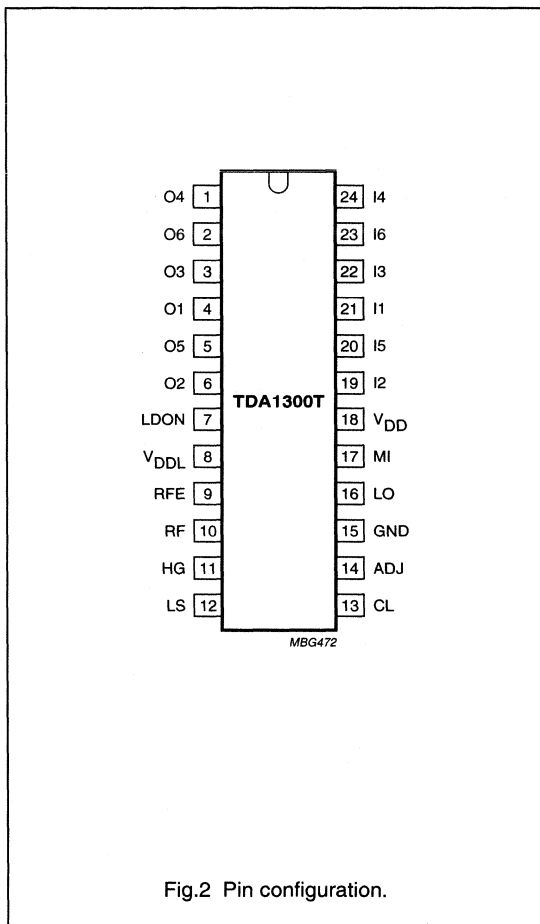 O4 1 24 I4
O6 2 23 I6
O3 3 22 I3
O1 4 21 I1
O5 5 20 I5
O2 6 19 I2
TDA1300T
LDON 7 18 VDD
VDDL 8 17 MI
RFE 9 16 LO
RF 10 15 GND
HG 11 14 ADJ
LS 12 13 CL
MBG472
Fig.2 Pin configuration.